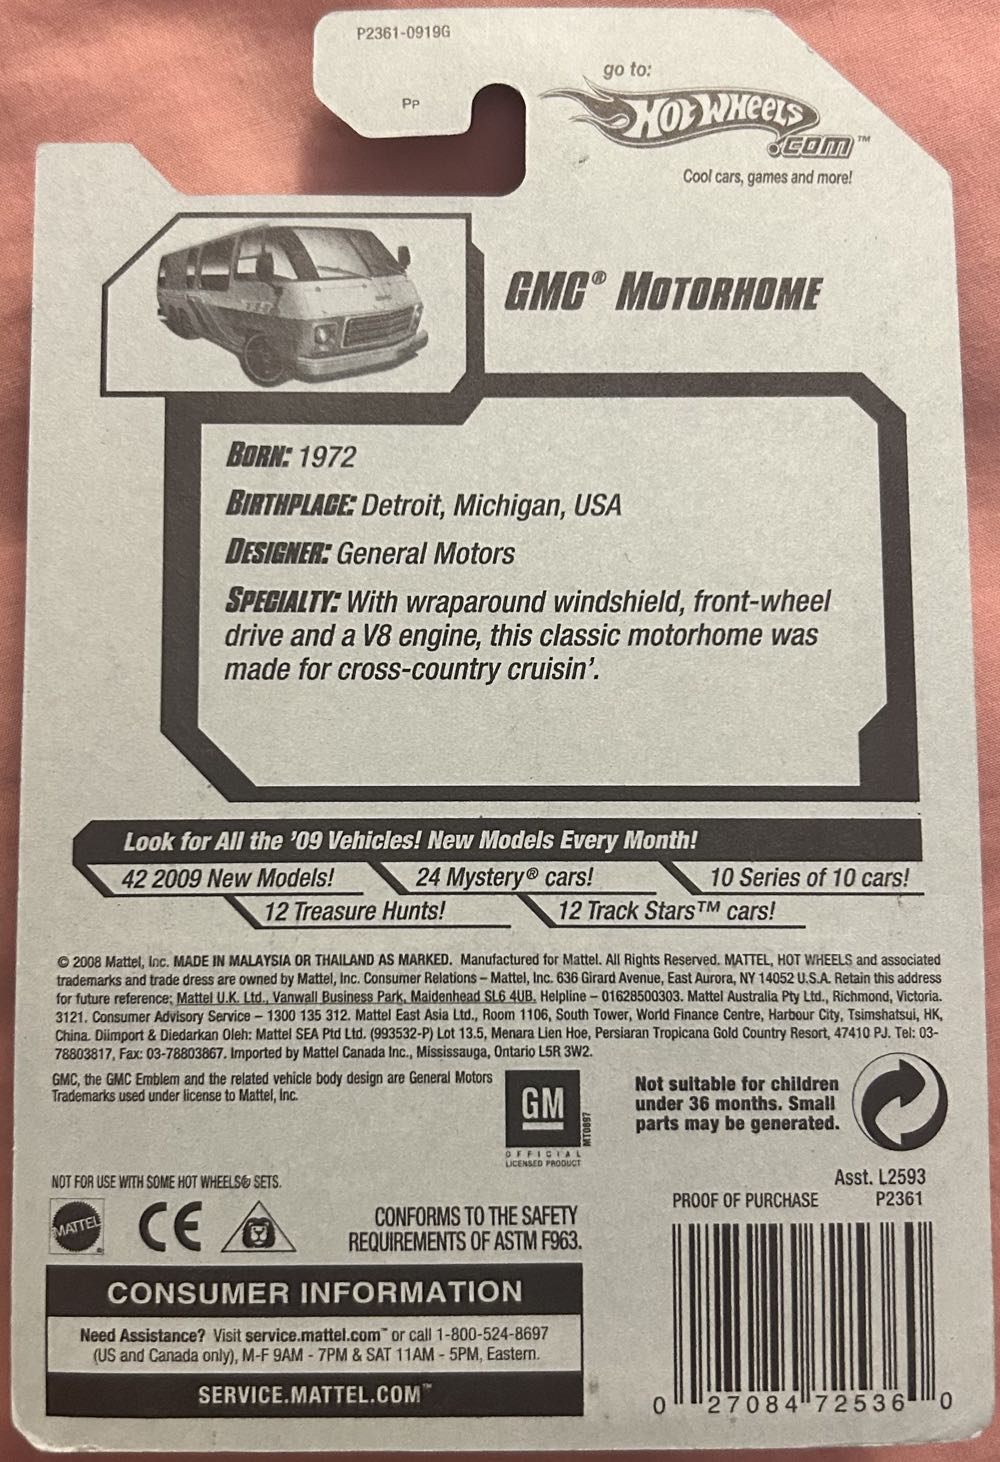 P2361-0919G
PP
go to:
HOT WHEELS
.COM™
Cool cars, games and more!
GMC® MOTORHOME
BORN: 1972
BIRTHPLACE: Detroit, Michigan, USA
DESIGNER: General Motors
SPECIALTY: With wraparound windshield, front-wheel
drive and a V8 engine, this classic motorhome was
made for cross-country cruisin’.
Look for All the ’09 Vehicles! New Models Every Month!
42 2009 New Models!
24 Mystery® cars!
10 Series of 10 cars!
12 Treasure Hunts!
12 Track Stars™ cars!
© 2008 Mattel, Inc. MADE IN MALAYSIA OR THAILAND AS MARKED. Manufactured for Mattel. All Rights Reserved. MATTEL, HOT WHEELS and associated
trademarks and trade dress are owned by Mattel, Inc. Consumer Relations – Mattel, Inc. 636 Girard Avenue, East Aurora, NY 14052 U.S.A. Retain this address
for future reference: Mattel U.K. Ltd., Vanwall Business Park, Maidenhead SL6 4UB. Helpline – 01628500303. Mattel Australia Pty Ltd., Richmond, Victoria.
3121. Consumer Advisory Service – 1300 135 312. Mattel East Asia Ltd., Room 1106, South Tower, World Finance Centre, Harbour City, Tsimshatsui, HK,
China. Diimport & Diedarkan Oleh: Mattel SEA Ptd Ltd. (993532-P) Lot 13.5, Menara Lien Hoe, Persiaran Tropicana Gold Country Resort, 47410 PJ. Tel: 03-
78803817, Fax: 03-78803867. Imported by Mattel Canada Inc., Mississauga, Ontario L5R 3W2.
GMC, the GMC Emblem and the related vehicle body design are General Motors
Trademarks used under license to Mattel, Inc.
GM
MT0897
OFFICIAL
LICENSED PRODUCT
Not suitable for children
under 36 months. Small
parts may be generated.
NOT FOR USE WITH SOME HOT WHEELS® SETS.
Asst. L2593
PROOF OF PURCHASE P2361
MATTEL
CE
CONFORMS TO THE SAFETY
REQUIREMENTS OF ASTM F963.
CONSUMER INFORMATION
Need Assistance? Visit service.mattel.com™ or call 1-800-524-8697
(US and Canada only), M-F 9AM - 7PM & SAT 11AM - 5PM, Eastern.
SERVICE.MATTEL.COM™
0 27084 72536 0